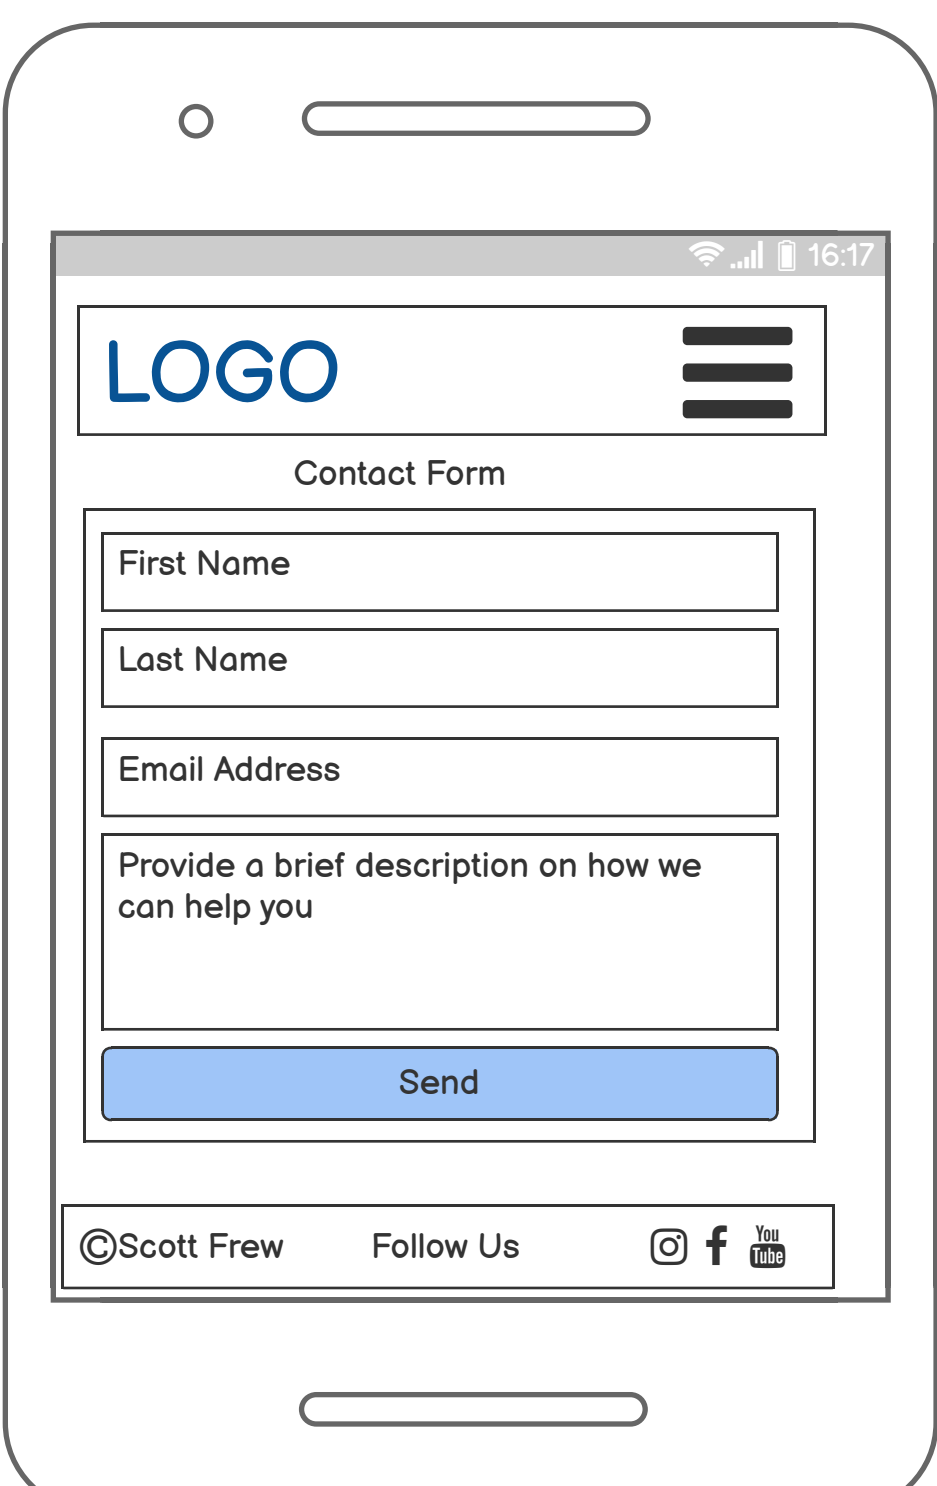 16:17
LOGO
Contact Form
First Name
Last Name
Email Address
Provide a brief description on how we
can help you
Send
©Scott Frew Follow Us You Tube